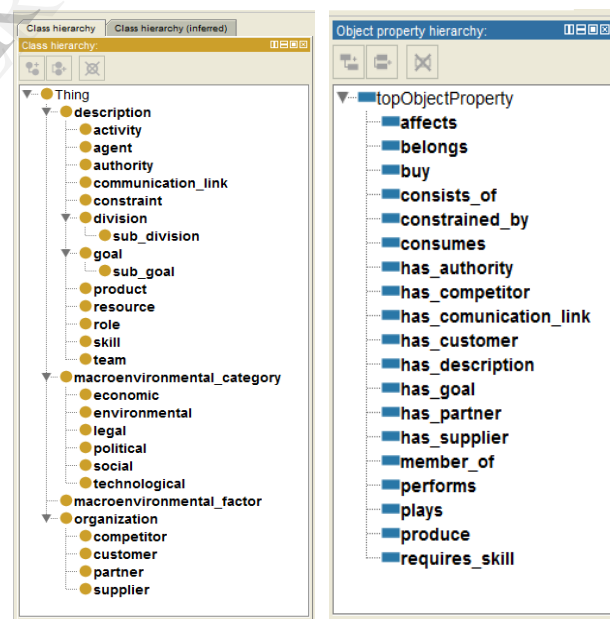 Class hierarchy Class hierarchy (inferred)
Class hierarchy:
Thing
description
activity
agent
authority
communication_link
constraint
division
sub_division
goal
sub_goal
product
resource
role
skill
team
macroenvironmental_category
economic
environmental
legal
political
social
technological
macroenvironmental_factor
organization
competitor
customer
partner
supplier
Object property hierarchy:
topObjectProperty
affects
belongs
buy
consists_of
constrained_by
consumes
has_authority
has_competitor
has_comunication_link
has_customer
has_description
has_goal
has_partner
has_supplier
member_of
performs
plays
produce
requires_skill